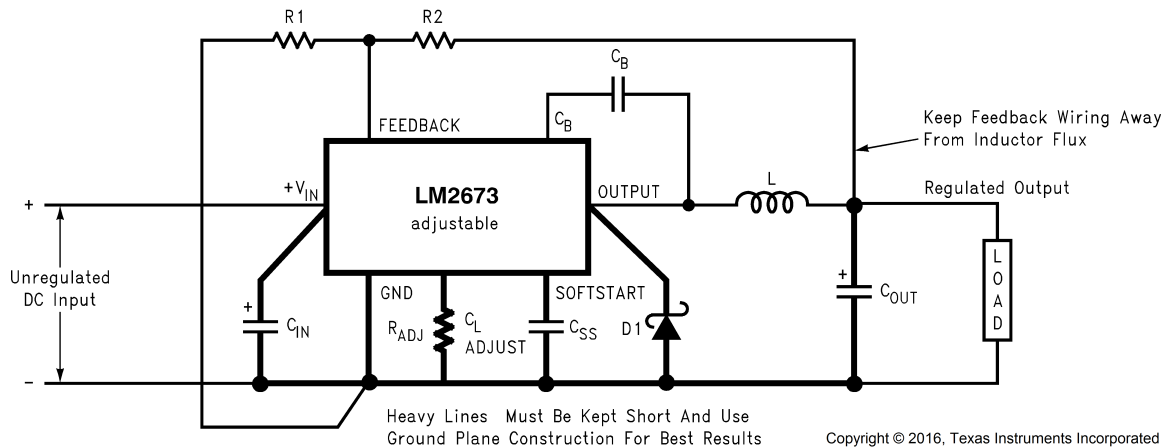 R1
R2
C_B
FEEDBACK
C_B
Keep Feedback Wiring Away
From Inductor Flux
+V_IN
LM2673
adjustable
OUTPUT
L
Regulated Output
+
Unregulated
DC Input
-
+
C_IN
GND
R_ADJ
C_L
ADJUST
SOFTSTART
C_SS
D1
+
C_OUT
LOAD
Heavy Lines Must Be Kept Short And Use
Ground Plane Construction For Best Results
Copyright © 2016, Texas Instruments Incorporated